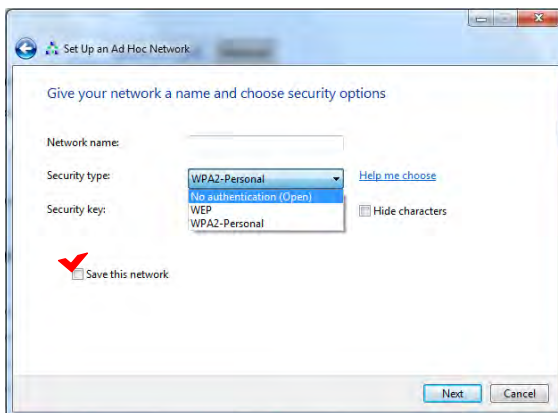 Set Up an Ad Hoc Network
Give your network a name and choose security options
Network name:
Security type:
WPA2-Personal
Help me choose
No authentication (Open)
WEP
WPA2-Personal
Security key:
Hide characters
Save this network
Next
Cancel